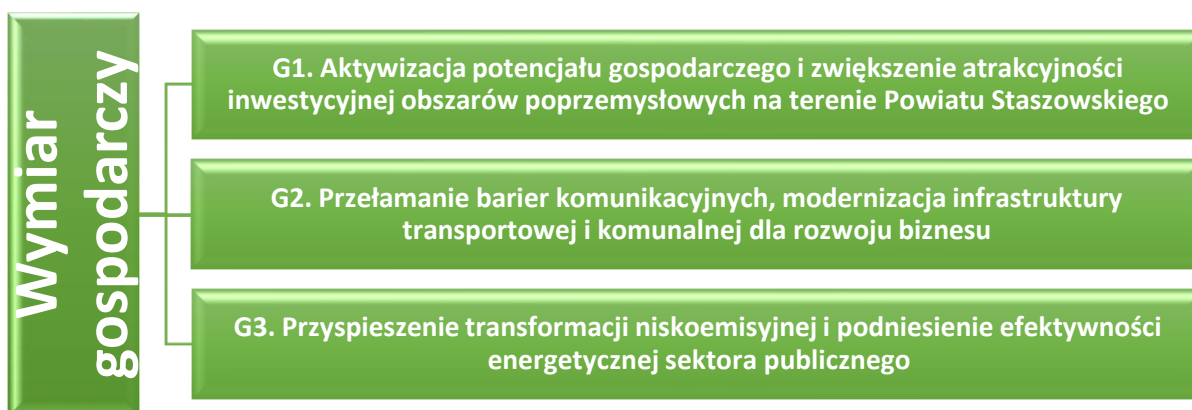 Wymiar
gospodarczy
G1. Aktywizacja potencjału gospodarczego i zwiększenie atrakcyjności
inwestycyjnej obszarów poprzemysłowych na terenie Powiatu Staszowskiego
G2. Przełamanie barier komunikacyjnych, modernizacja infrastruktury
transportowej i komunalnej dla rozwoju biznesu
G3. Przyspieszenie transformacji niskoemisyjnej i podniesienie efektywności
energetycznej sektora publicznego